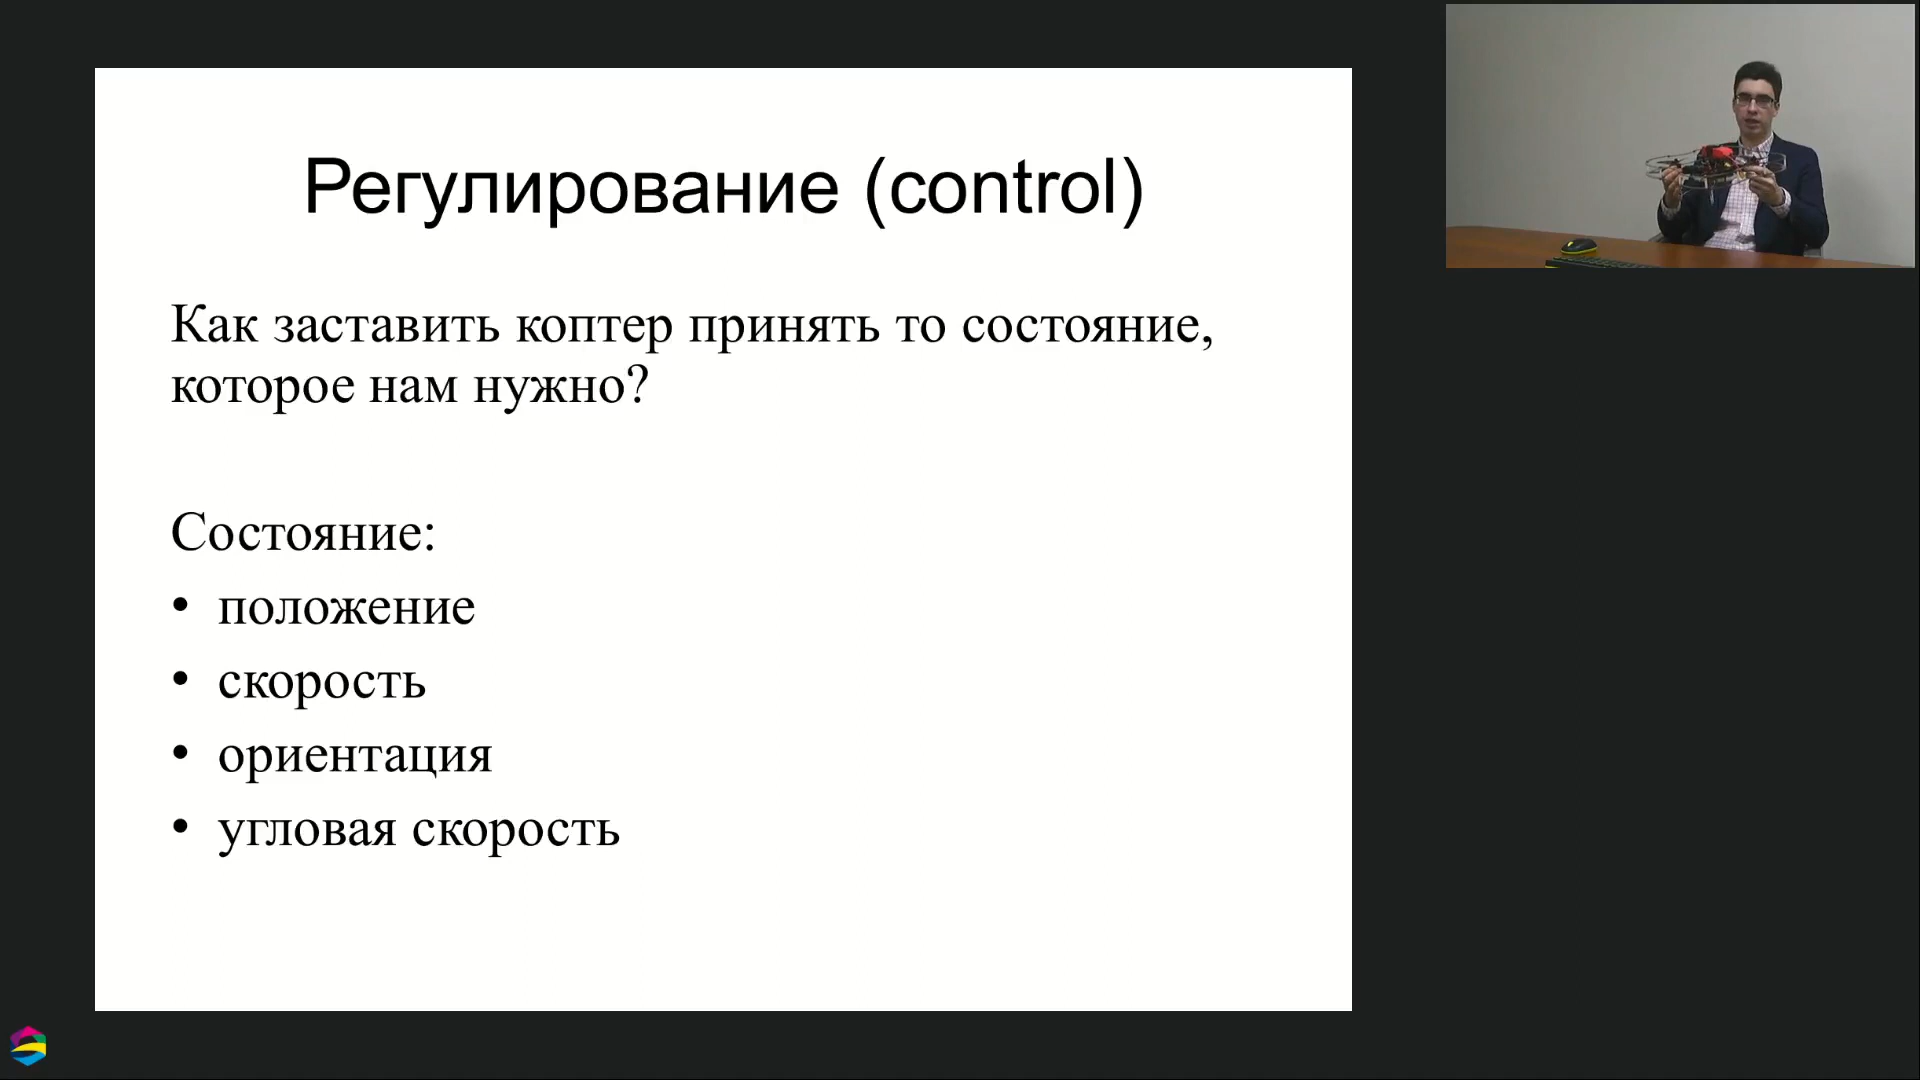 Регулирование (control)
Как заставить коптер принять то состояние,
которое нам нужно?
Состояние:
• положение
• скорость
• ориентация
• угловая скорость